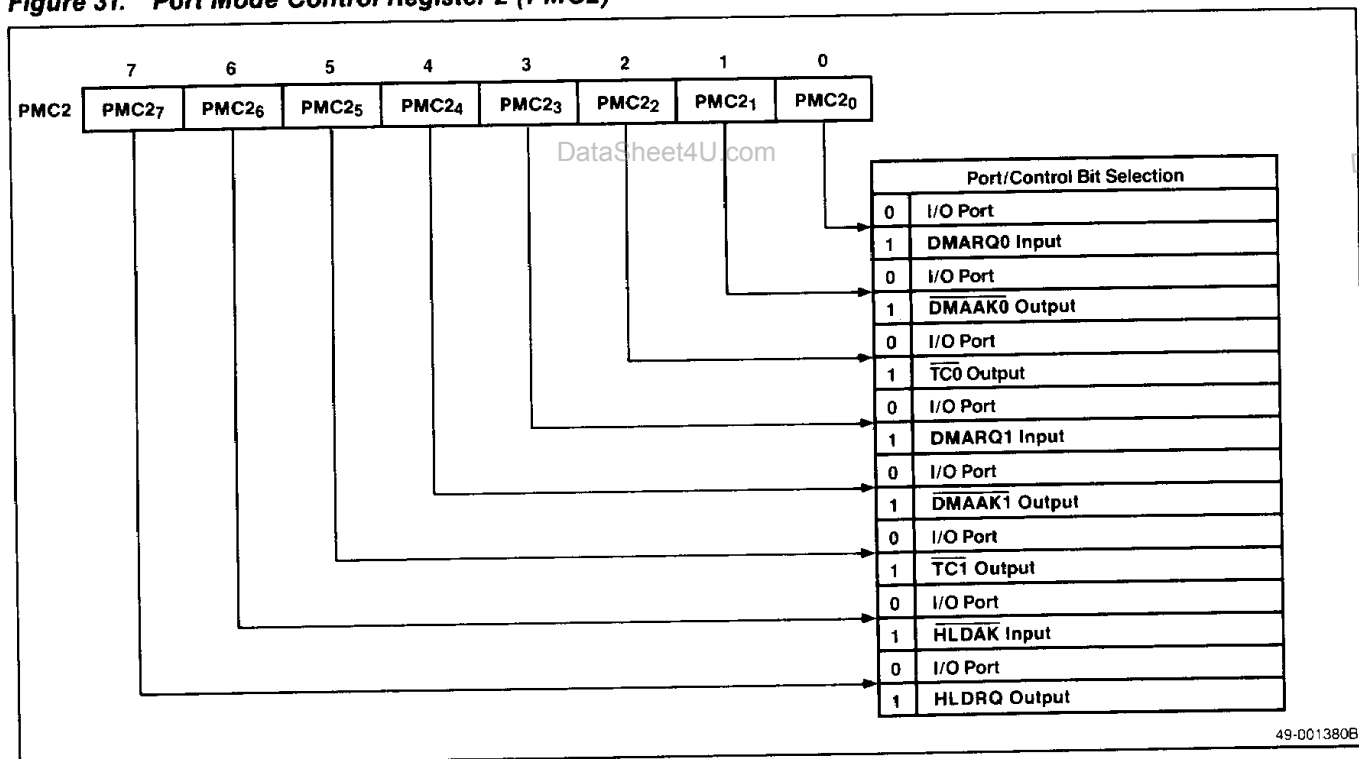 Figure 31. Port Mode Control Register 2 (PMC2)
7 6 5 4 3 2 1 0
PMC2 PMC27 PMC26 PMC25 PMC24 PMC23 PMC22 PMC21 PMC20
DataSheet4U.com
Port/Control Bit Selection
0 I/O Port
1 DMARQ0 Input
0 I/O Port
1 DMAAK0 Output
0 I/O Port
1 TC0 Output
0 I/O Port
1 DMARQ1 Input
0 I/O Port
1 DMAAK1 Output
0 I/O Port
1 TC1 Output
0 I/O Port
1 HLDAK Input
0 I/O Port
1 HLDRQ Output
49-001380B